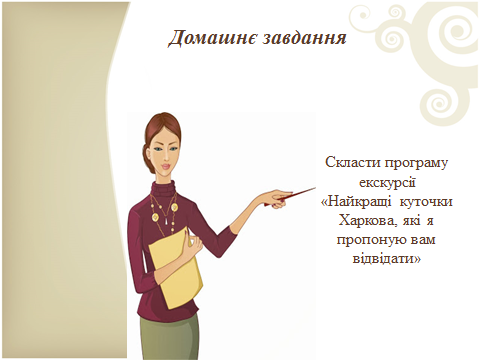 Домашнє завдання
Скласти програму
екскурсії
«Найкращі куточки
Харкова, які я
пропоную вам
відвідати»